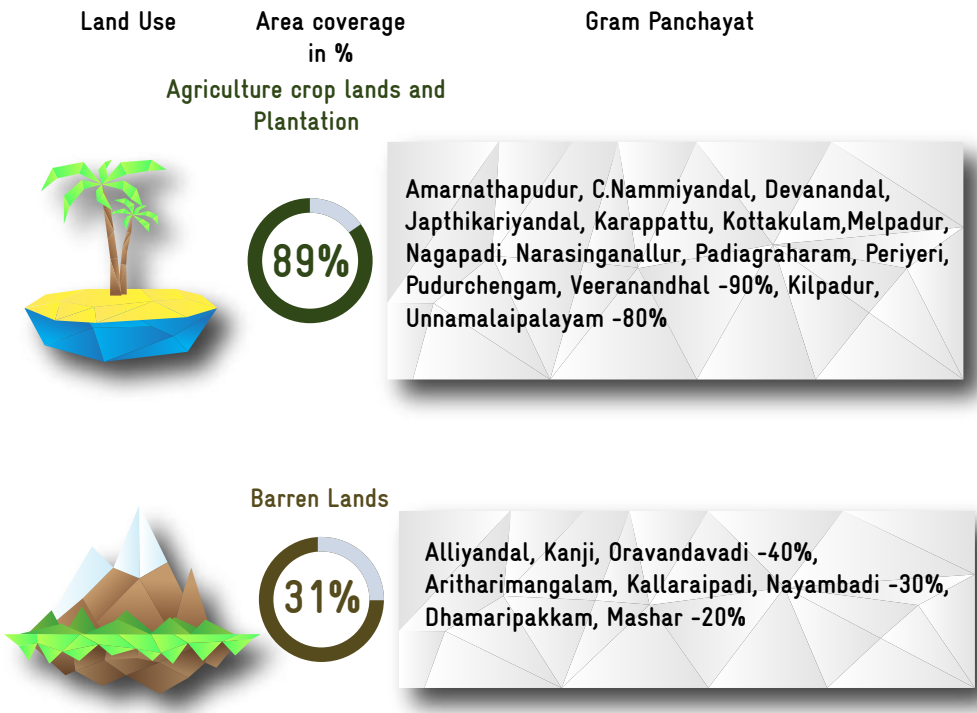 Land Use
Area coverage
in %
Gram Panchayat
Agriculture crop lands and
Plantation
89%
Amarnathapudur, C.Nammiyandal, Devanandal,
Japthikariyandal, Karappattu, Kottakulam,Melpadur,
Nagapadi, Narasinganallur, Padiagraharam, Periyeri,
Pudurchengam, Veeranandhal -90%, Kilpadur,
Unnamalaipalayam -80%
Barren Lands
31%
Alliyandal, Kanji, Oravandavadi -40%,
Aritharimangalam, Kallaraipadi, Nayambadi -30%,
Dhamaripakkam, Mashar -20%